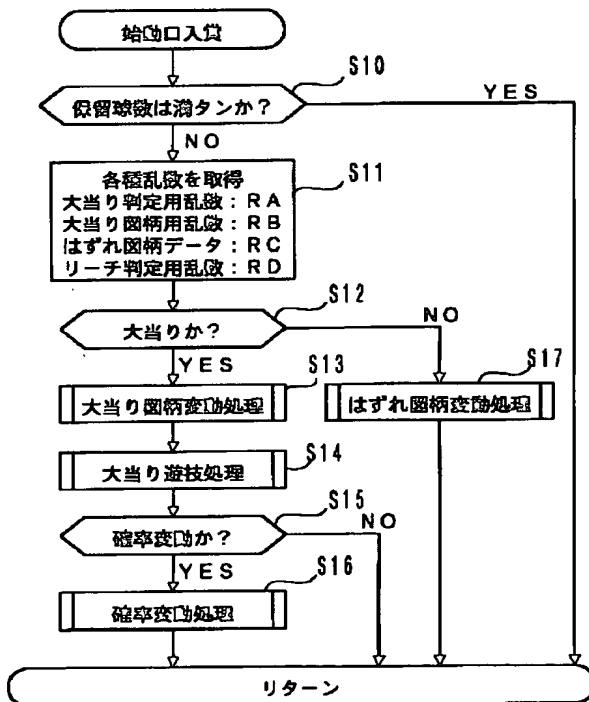 始動口入賞
S10
保留球数は満タンか？
YES
NO
S11
各種乱数を取得
大当り判定用乱数：ＲＡ
大当り図柄用乱数：ＲＢ
はずれ図柄データ：ＲＣ
リーチ判定用乱数：ＲＤ
S12
大当りか？
NO
YES
S13
S17
大当り図柄変動処理
はずれ図柄変動処理
S14
大当り遊技処理
S15
確率変動か？
NO
YES
S16
確率変動処理
リターン